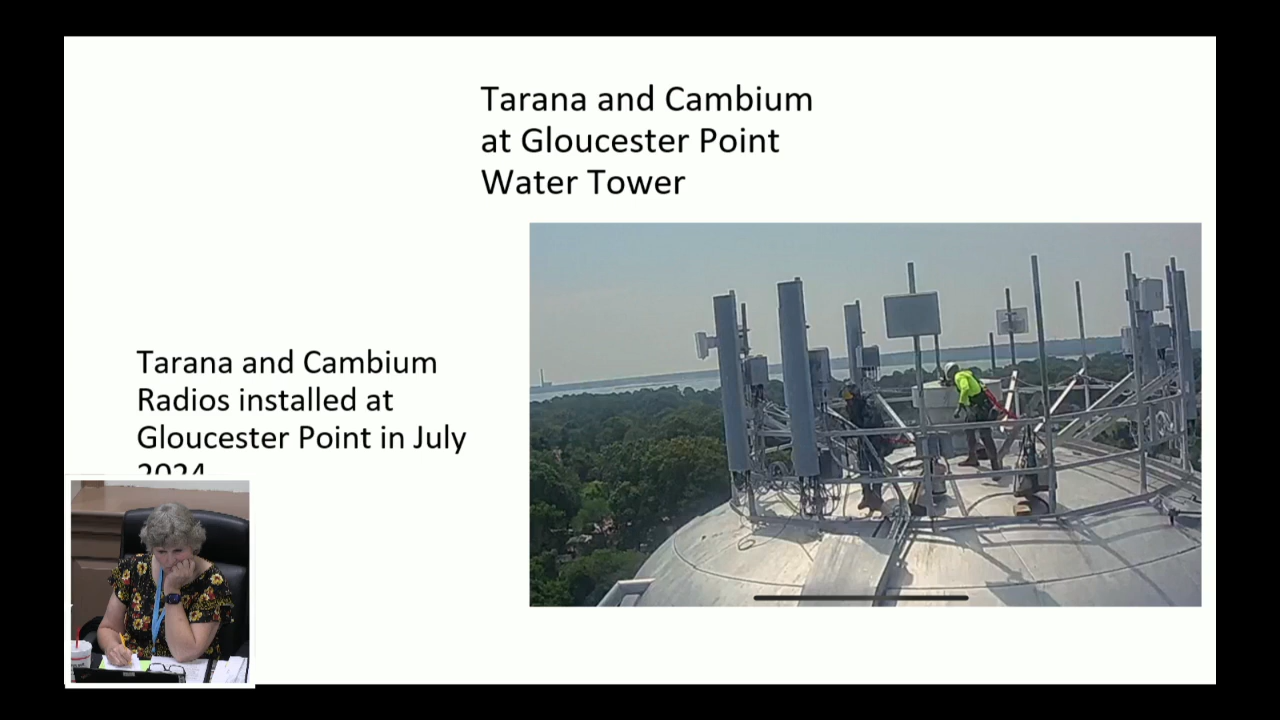 Tarana and Cambium
at Gloucester Point
Water Tower
Tarana and Cambium
Radios installed at
Gloucester Point in July
2024